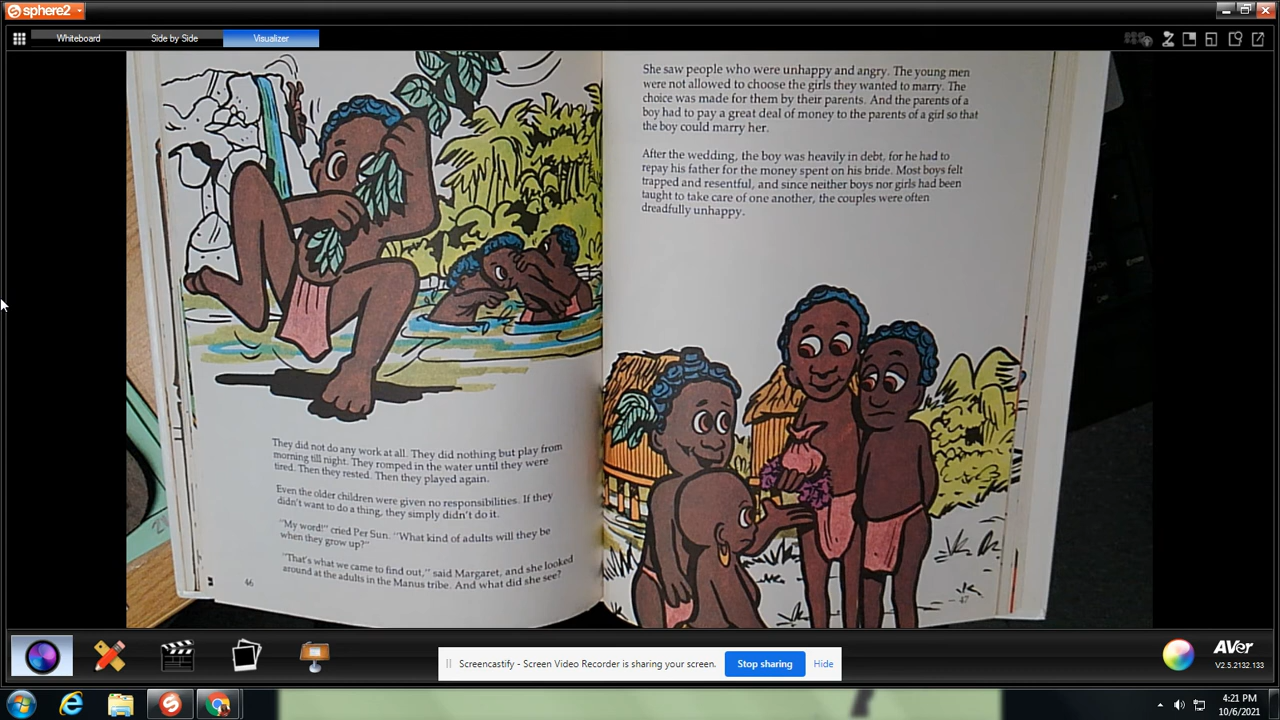 sphere2
Whiteboard
Side by Side
Visualizer
They did not do any work at all. They did nothing but play from
morning till night. They romped in the water until they were
tired. Then they rested. Then they played again.
Even the older children were given no responsibilities. If they
didn't want to do a thing, they simply didn't do it.
"My word!" cried Per Sun. "What kind of adults will they be
when they grow up?"
"That's what we came to find out," said Margaret, and she looked
around at the adults in the Manus tribe. And what did she see?
46
She saw people who were unhappy and angry. The young men
were not allowed to choose the girls they wanted to marry. The
choice was made for them by their parents. And the parents of a
boy had to pay a great deal of money to the parents of a girl so that
the boy could marry her.
After the wedding, the boy was heavily in debt, for he had to
repay his father for the money spent on his bride. Most boys felt
trapped and resentful, and since neither boys nor girls had been
taught to take care of one another, the couples were often
dreadfully unhappy.
47
Screencastify - Screen Video Recorder is sharing your screen.
Stop sharing
Hide
AVer
V2.5.2132.133
4:21 PM
10/6/2021